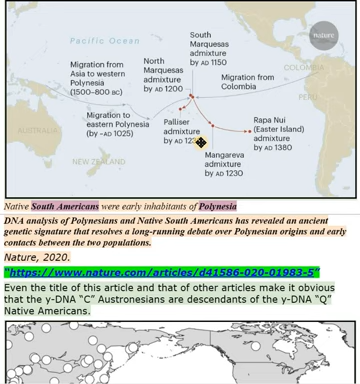 nature
Pacific Ocean
South
Marquesas
admixture
by AD 1150
North
Marquesas
admixture
by AD 1200
Migration from
Asia to western
Polynesia
(1500–800 BC)
Migration from
Colombia
COLOMBIA
PERU
Migration to
eastern Polynesia
(by ~AD 1025)
Palliser
admixture
by AD
Rapa Nui
(Easter Island)
admixture
by AD 1380
Mangareva
admixture
by AD 1230
AUSTRALIA
NEW ZEALAND
Native South Americans were early inhabitants of Polynesia
DNA analysis of Polynesians and Native South Americans has revealed an ancient
genetic signature that resolves a long-running debate over Polynesian origins and early
contacts between the two populations.
Nature, 2020.
"https://www.nature.com/articles/d41586-020-01983-5"
Even the title of this article and that of other articles make it obvious
that the y-DNA “C” Austronesians are descendants of the y-DNA “Q”
Native Americans.